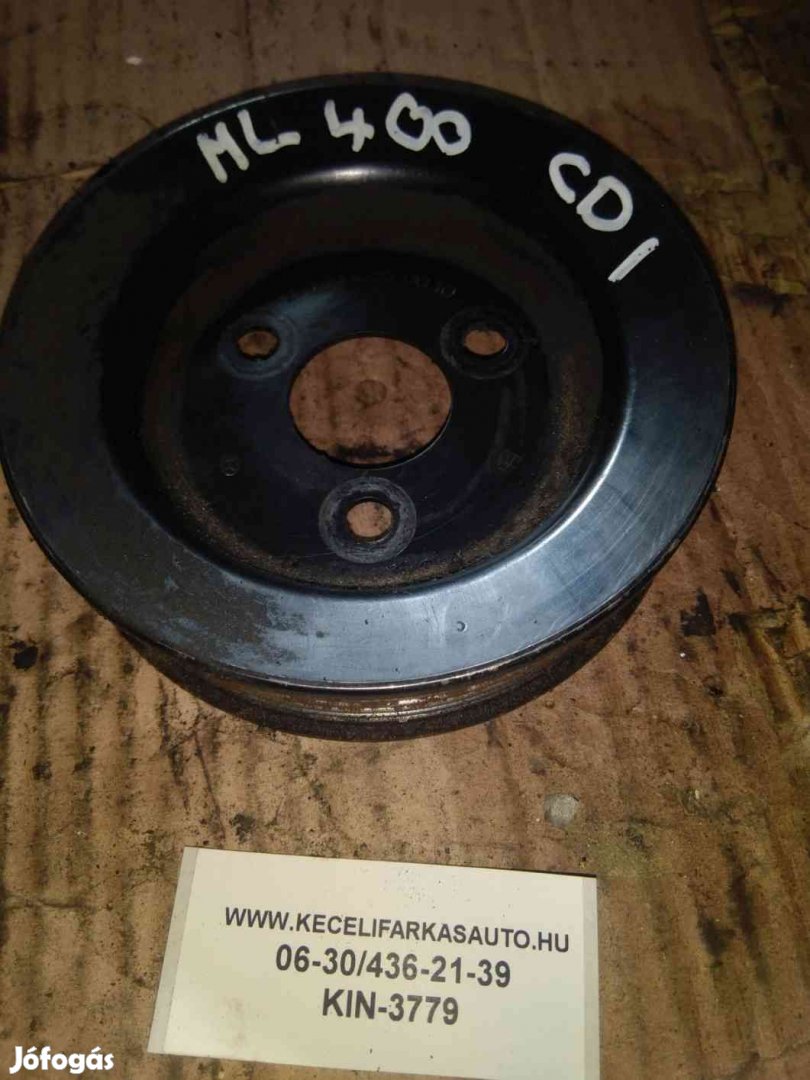 ML 400 CDI
WWW.KECELIFARKASAUTO.HU
06-30/436-21-39
KIN-3779
Jófogás